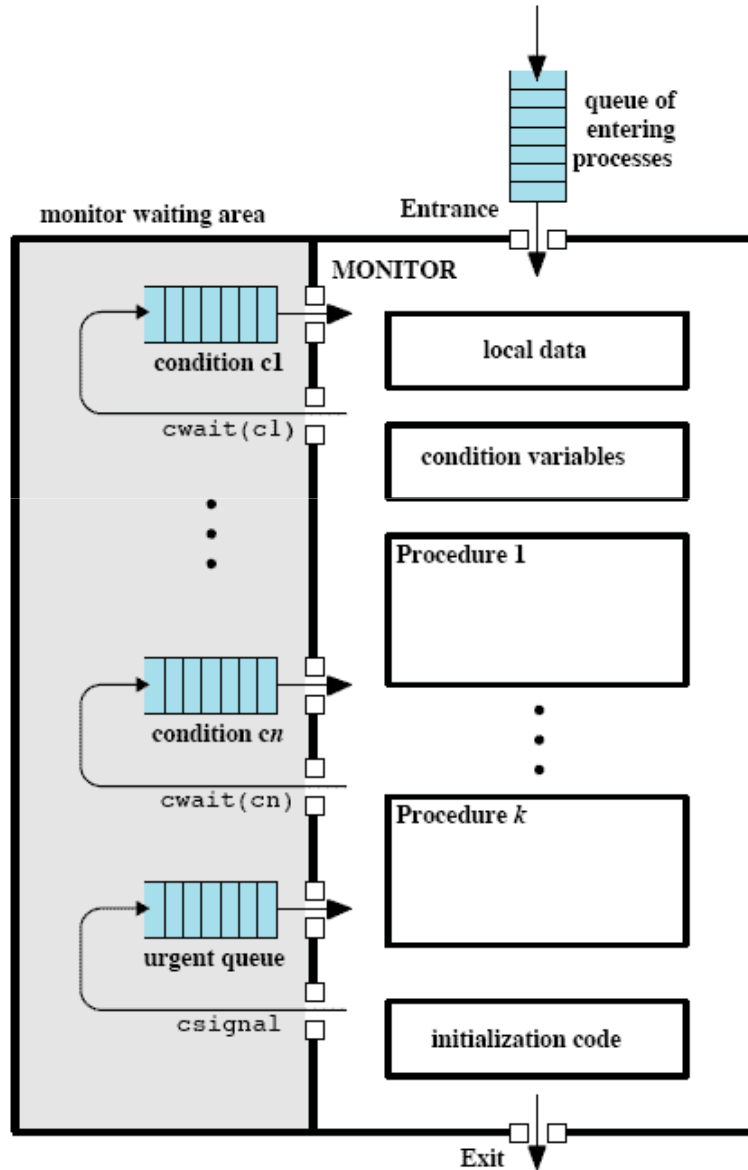 queue of
entering
processes
Entrance
monitor waiting area
MONITOR
condition c1
cwait(c1)
local data
condition variables
Procedure 1
condition cn
cwait(cn)
Procedure k
urgent queue
csignal
initialization code
Exit